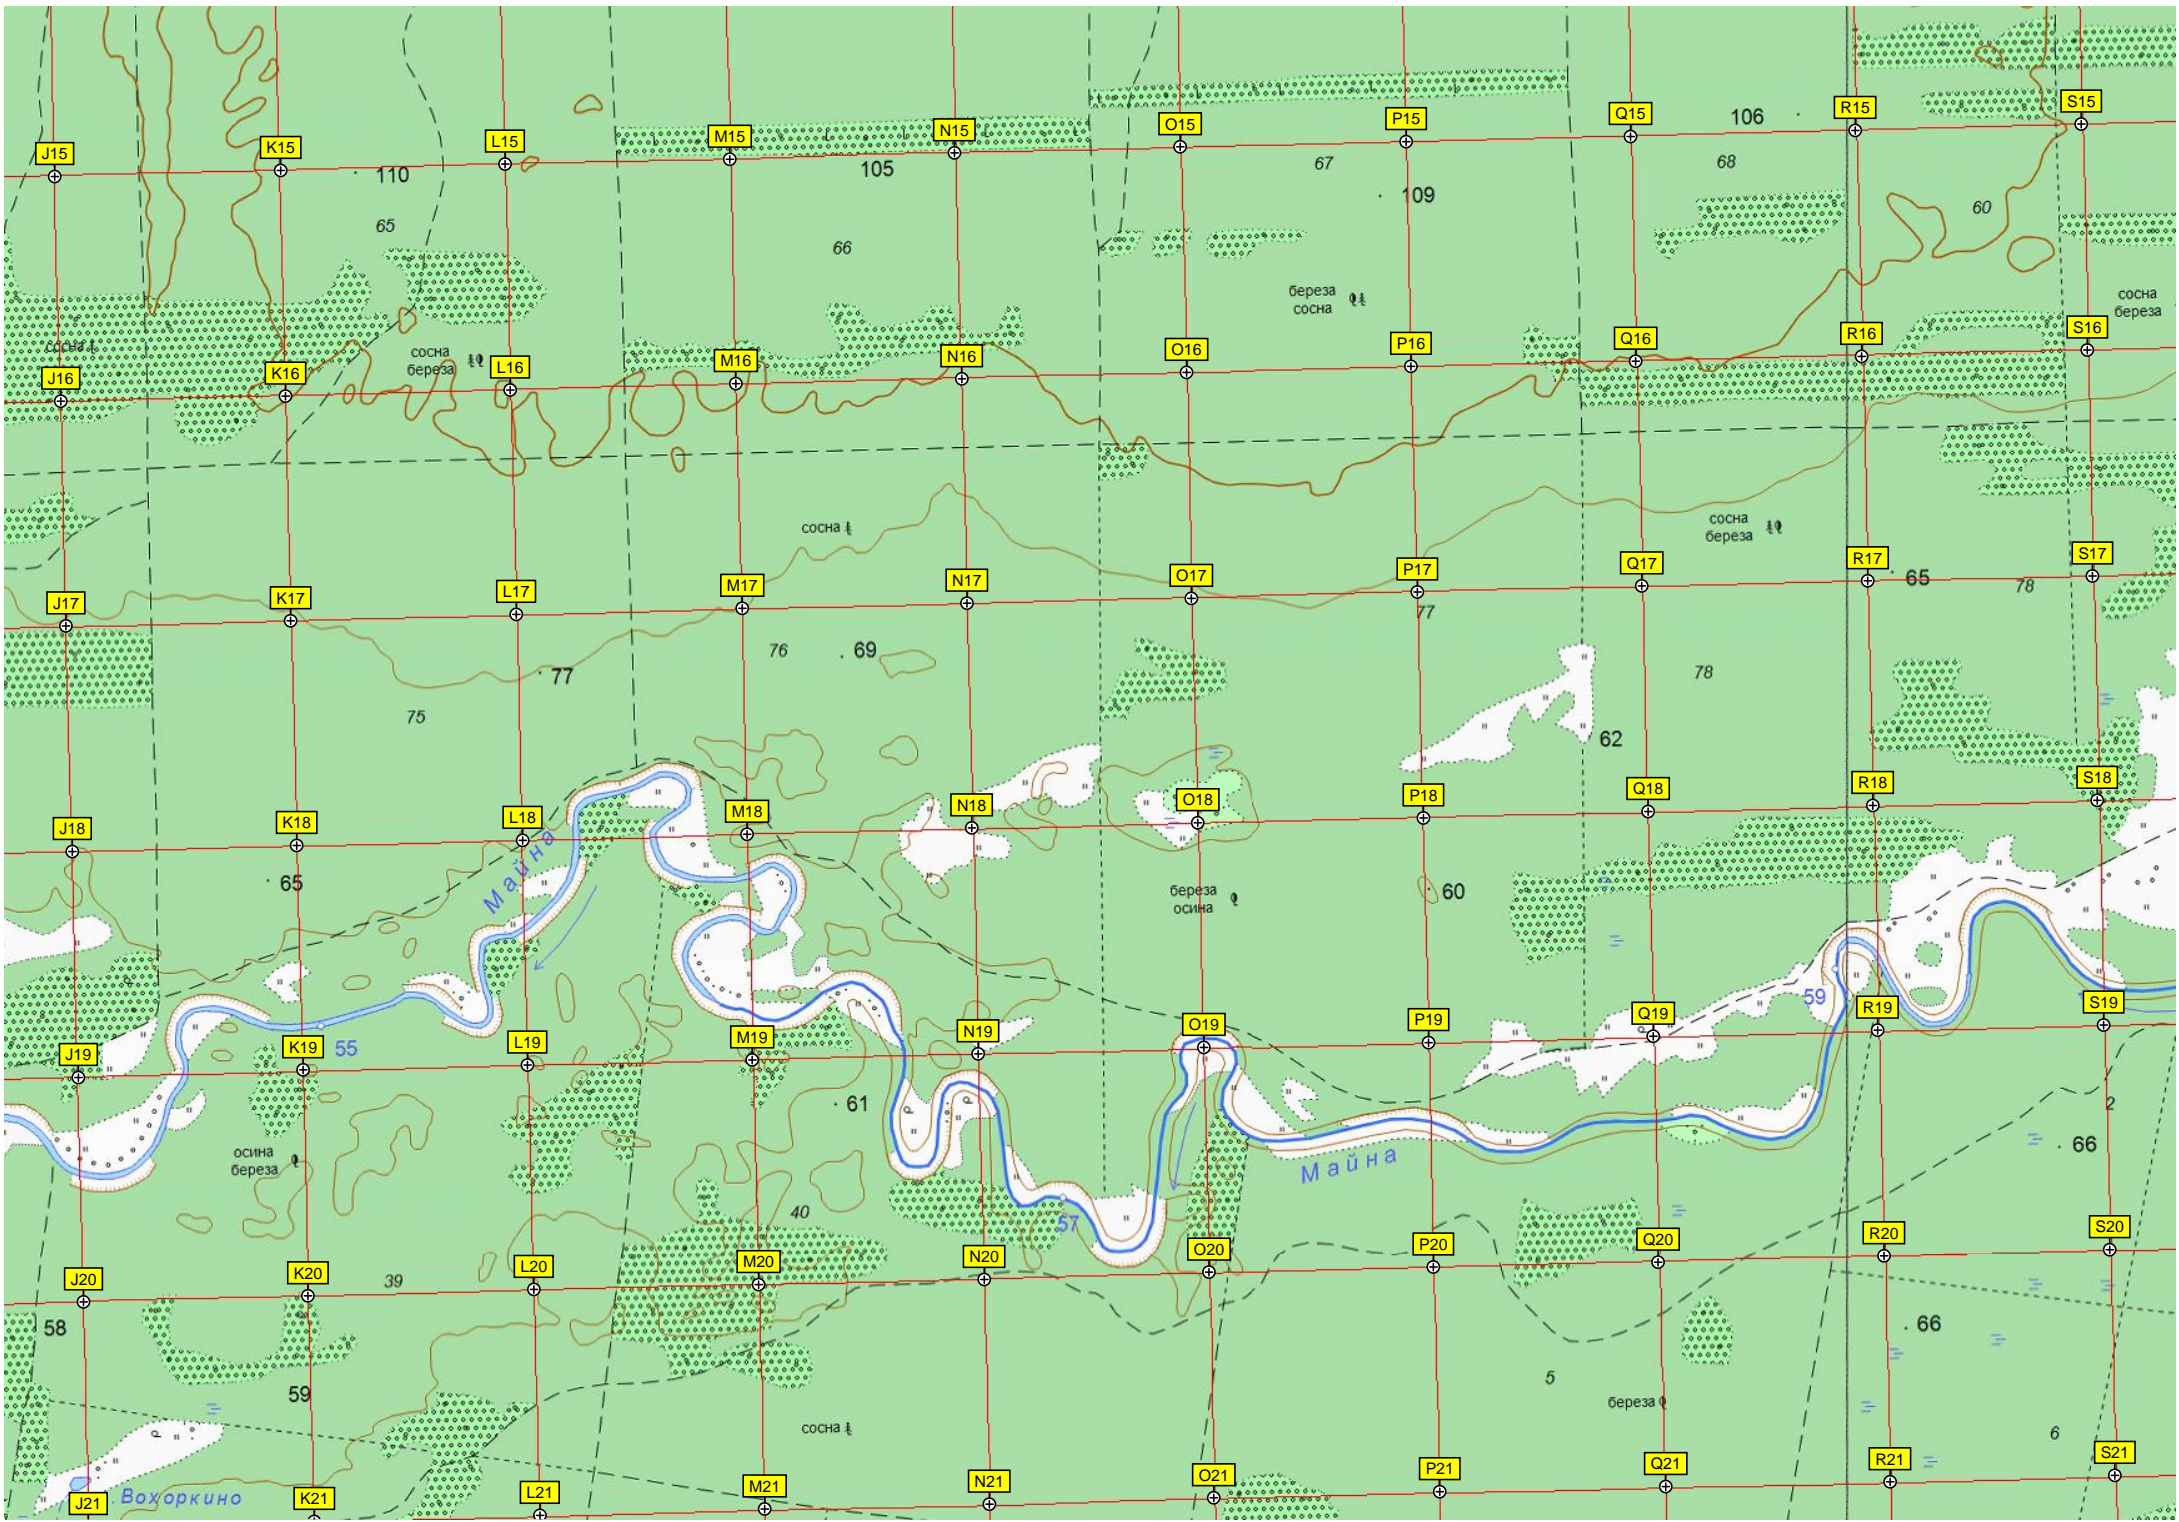 J15 K15 L15 M15 N15 O15 P15 Q15 R15 S15
110 105 67 109 106 68
65 66 60
береза
сосна
сосна
береза
сосна
сосна
береза
J16 K16 L16 M16 N16 O16 P16 Q16 R16 S16
сосна
сосна
береза
J17 K17 L17 M17 N17 O17 P17 Q17 R17 S17
65 78
77
75 77 76 69 78
62
J18 K18 L18 M18 N18 O18 P18 Q18 R18 S18
Майна
65
береза
осина
60
59
J19 K19 L19 M19 N19 O19 P19 Q19 R19 S19
55
61
2
66
осина
береза
Майна
40 57
J20 K20 L20 M20 N20 O20 P20 Q20 R20 S20
39
58 66
59 5
береза
сосна
6
J21 K21 L21 M21 N21 O21 P21 Q21 R21 S21
Вохоркино